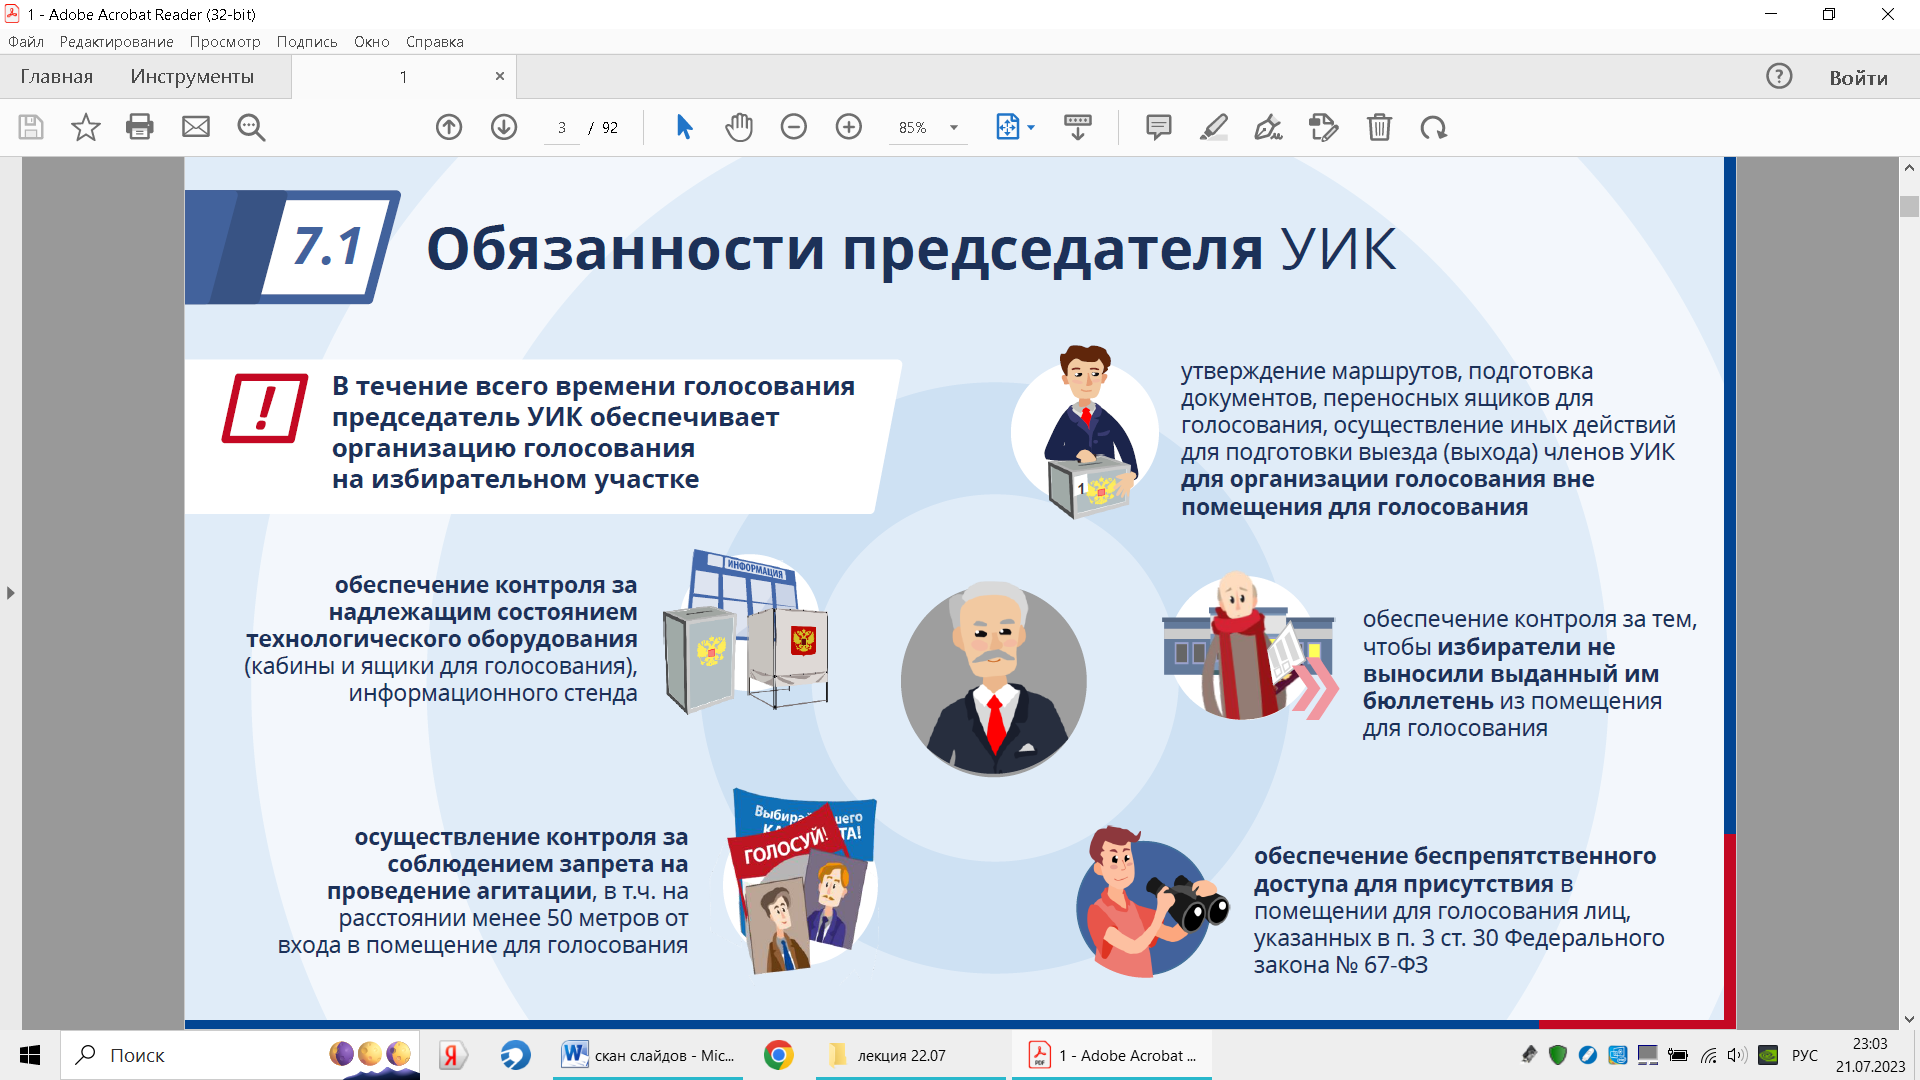 1 - Adobe Acrobat Reader (32-bit)
Файл Редактирование Просмотр Подпись Окно Справка
Главная Инструменты 1 × ? Войти
3 / 92 85%
7.1 Обязанности председателя УИК
! В течение всего времени голосования
председатель УИК обеспечивает
организацию голосования
на избирательном участке
утверждение маршрутов, подготовка
документов, переносных ящиков для
голосования, осуществление иных действий
для подготовки выезда (выхода) членов УИК
для организации голосования вне
помещения для голосования
1
обеспечение контроля за
надлежащим состоянием
технологического оборудования
(кабины и ящики для голосования),
информационного стенда
ИНФОРМАЦИЯ
обеспечение контроля за тем,
чтобы избиратели не
выносили выданный им
бюллетень из помещения
для голосования
осуществление контроля за
соблюдением запрета на
проведение агитации, в т.ч. на
расстоянии менее 50 метров от
входа в помещение для голосования
ГОЛОСУЙ!
обеспечение беспрепятственного
доступа для присутствия в
помещении для голосования лиц,
указанных в п. 3 ст. 30 Федерального
закона № 67-ФЗ
Поиск
скан слайдов - Mic...
лекция 22.07
1 - Adobe Acrobat ...
РУС
23:03
21.07.2023